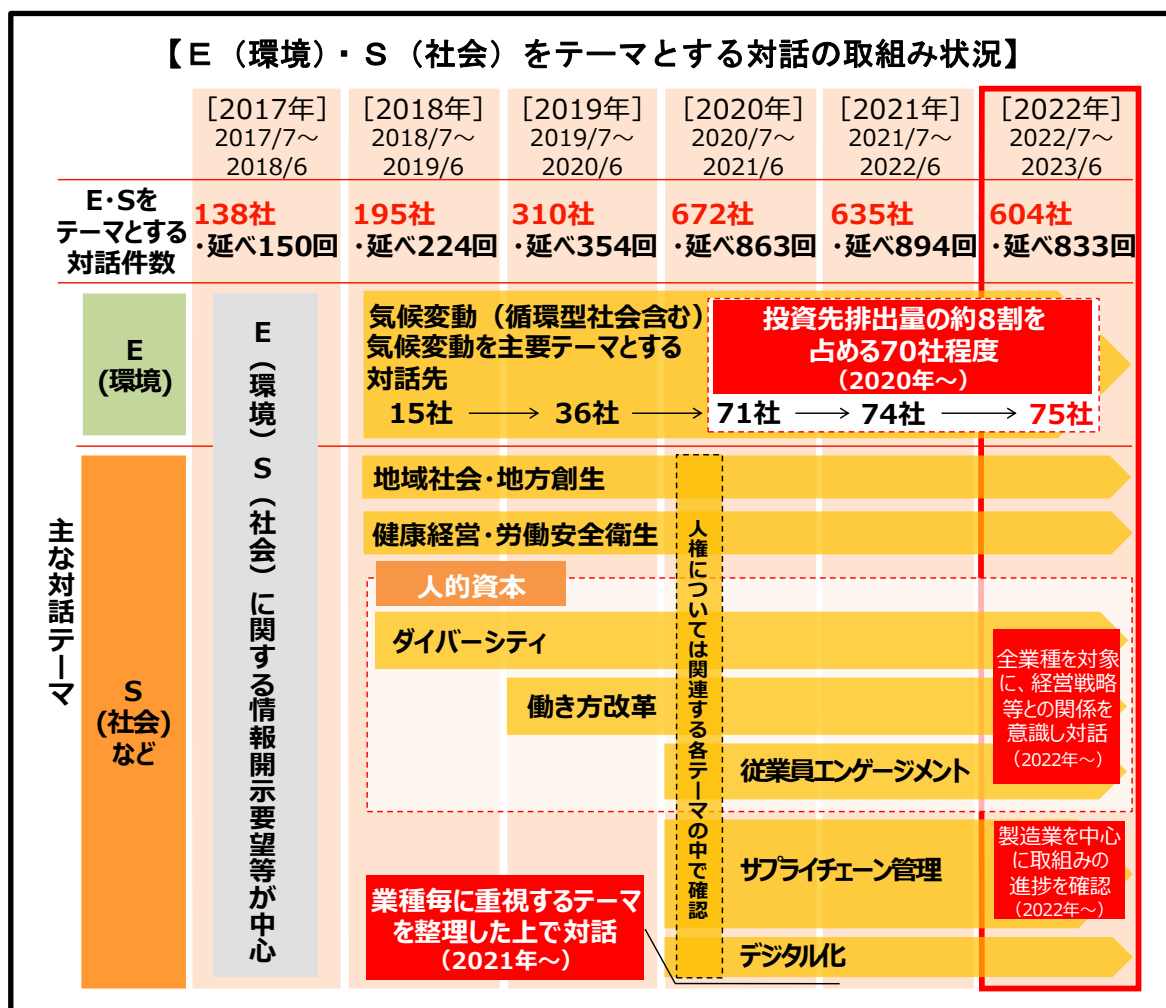 【E（環境）・S（社会）をテーマとする対話の取組み状況】
[2017年]
2017/7～
2018/6
[2018年]
2018/7～
2019/6
[2019年]
2019/7～
2020/6
[2020年]
2020/7～
2021/6
[2021年]
2021/7～
2022/6
[2022年]
2022/7～
2023/6
E・Sを
テーマとする
対話件数
138社
・延べ150回
195社
・延べ224回
310社
・延べ354回
672社
・延べ863回
635社
・延べ894回
604社
・延べ833回
主な対話テーマ
E
(環境)
E（環境）S（社会）に関する情報開示要望等が中心
気候変動（循環型社会含む）
気候変動を主要テーマとする
対話先
投資先排出量の約8割を
占める70社程度
（2020年～）
15社 → 36社 → 71社 → 74社 → 75社
S
(社会)
など
地域社会・地方創生
健康経営・労働安全衛生
人権については関連する各テーマの中で確認
人的資本
ダイバーシティ
働き方改革
従業員エンゲージメント
全業種を対象
に、経営戦略
等との関係を
意識し対話
（2022年～）
サプライチェーン管理
製造業を中心
に取組みの
進捗を確認
（2022年～）
業種毎に重視するテーマ
を整理した上で対話
（2021年～）
デジタル化